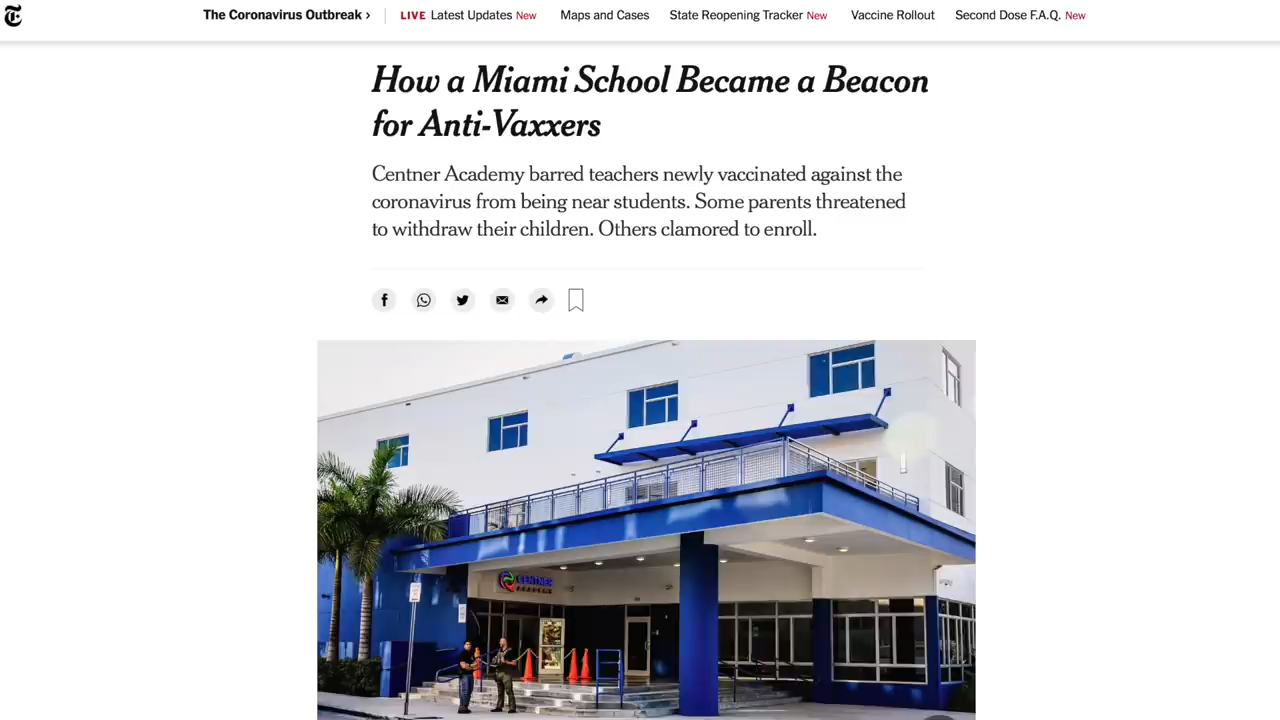 The Coronavirus Outbreak › LIVE Latest Updates New Maps and Cases State Reopening Tracker New Vaccine Rollout Second Dose F.A.Q. New
How a Miami School Became a Beacon
for Anti-Vaxxers
Centner Academy barred teachers newly vaccinated against the
coronavirus from being near students. Some parents threatened
to withdraw their children. Others clamored to enroll.
CENTNER
ACADEMY